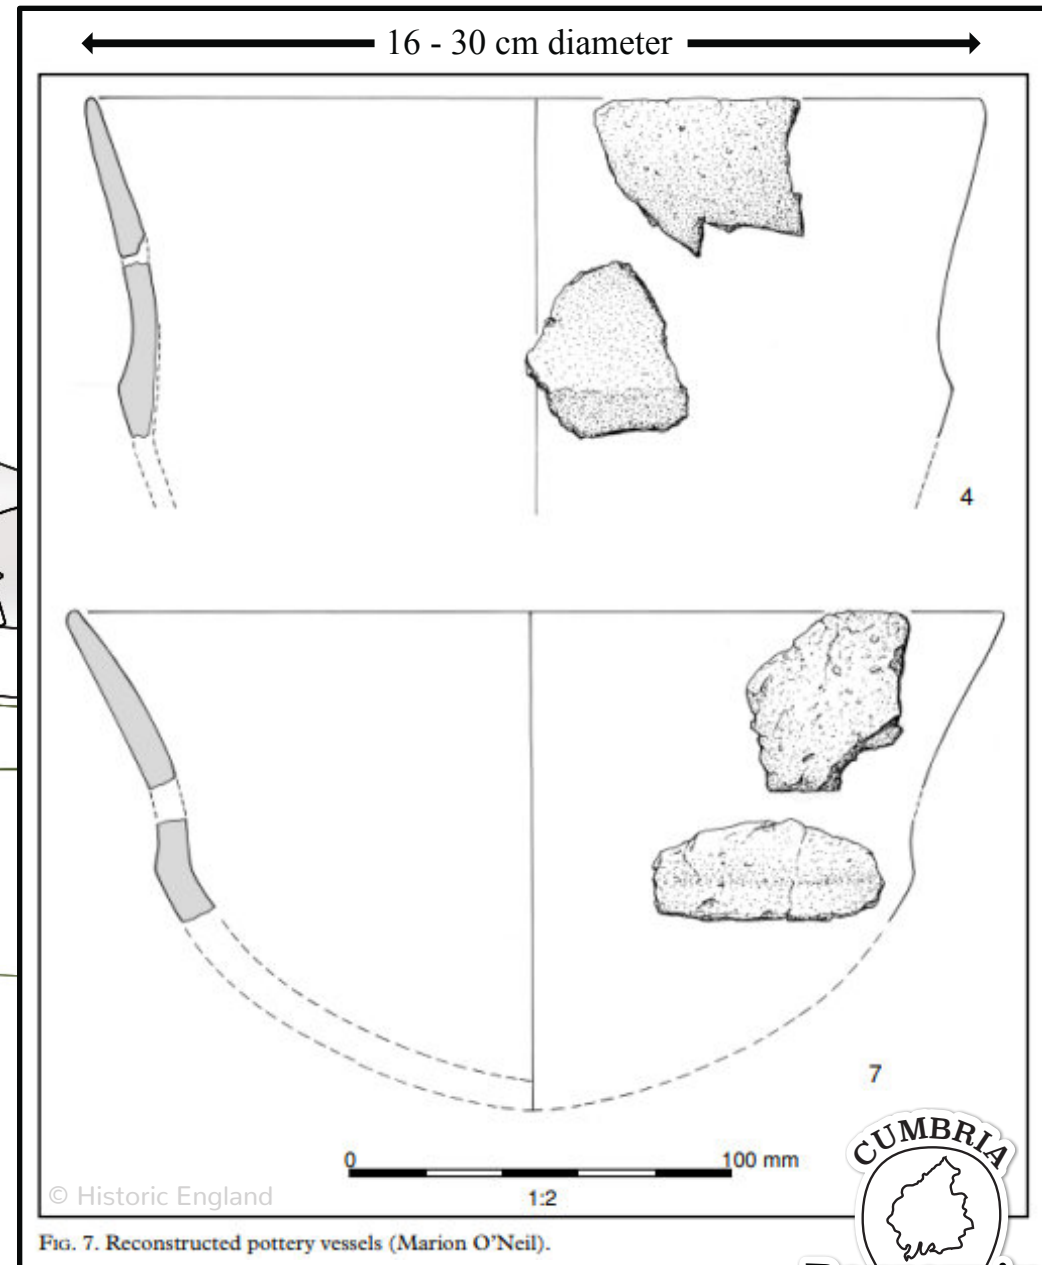 16 - 30 cm diameter
4
7
0 100 mm
1:2
© Historic England
CUMBRIA
FIG. 7. Reconstructed pottery vessels (Marion O'Neil).